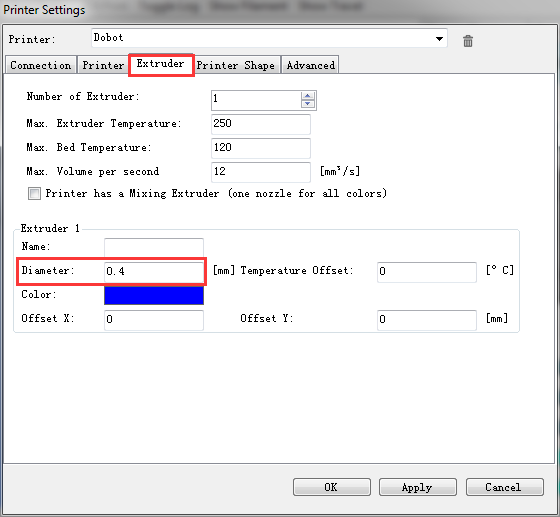 Printer Settings
Printer: Dobot
Connection Printer Extruder Printer Shape Advanced
Number of Extruder: 1
Max. Extruder Temperature: 250
Max. Bed Temperature: 120
Max. Volume per second 12 [mm³/s]
Printer has a Mixing Extruder (one nozzle for all colors)
Extruder 1
Name:
Diameter: 0.4 [mm] Temperature Offset: 0 [° C]
Color:
Offset X: 0 Offset Y: 0 [mm]
OK Apply Cancel